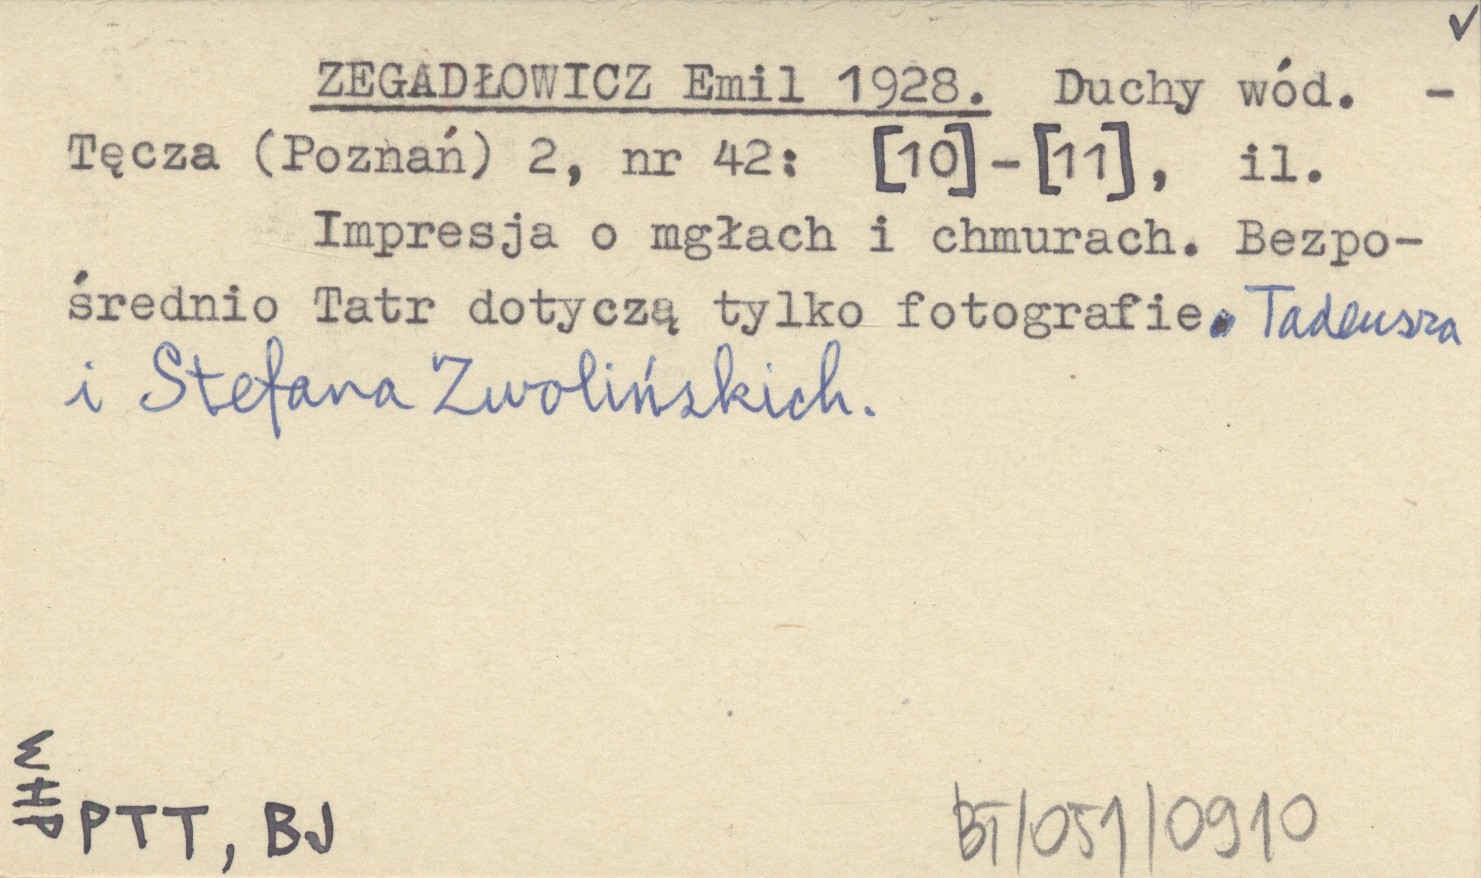 ZEGADŁOWICZ Emil 1928. Duchy wód. -
Tęcza (Poznań) 2, nr 42: [10]-[11], il.
Impresja o mgłach i chmurach. Bezpo-
średnio Tatr dotyczą tylko fotografie. Tadeusza
i Stefana Zwolińskich.
PTT, BJ
BT/051/0910